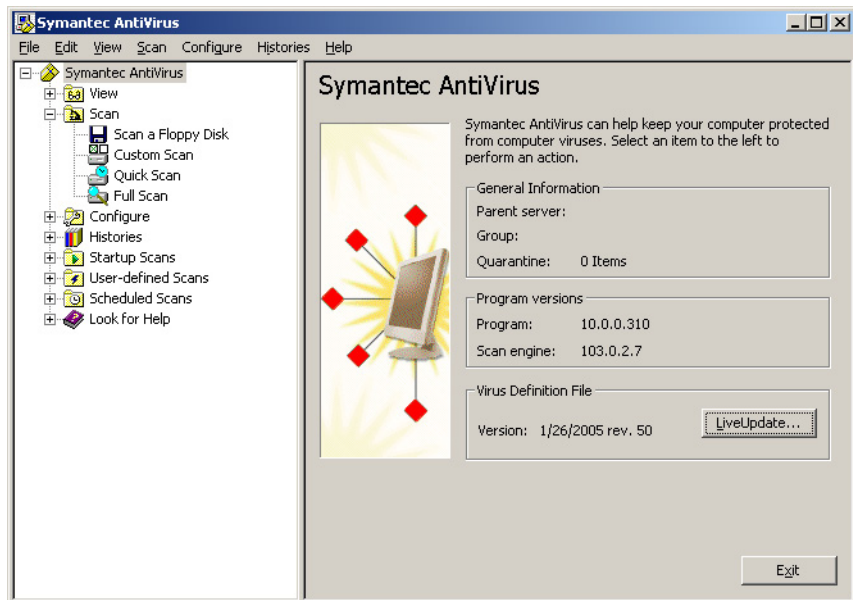 Symantec AntiVirus
File Edit View Scan Configure Histories Help
Symantec AntiVirus
View
Scan
Scan a Floppy Disk
Custom Scan
Quick Scan
Full Scan
Configure
Histories
Startup Scans
User-defined Scans
Scheduled Scans
Look for Help
Symantec AntiVirus
Symantec AntiVirus can help keep your computer protected
from computer viruses. Select an item to the left to
perform an action.
General Information
Parent server:
Group:
Quarantine: 0 Items
Program versions
Program: 10.0.0.310
Scan engine: 103.0.2.7
Virus Definition File
Version: 1/26/2005 rev. 50
LiveUpdate...
Exit